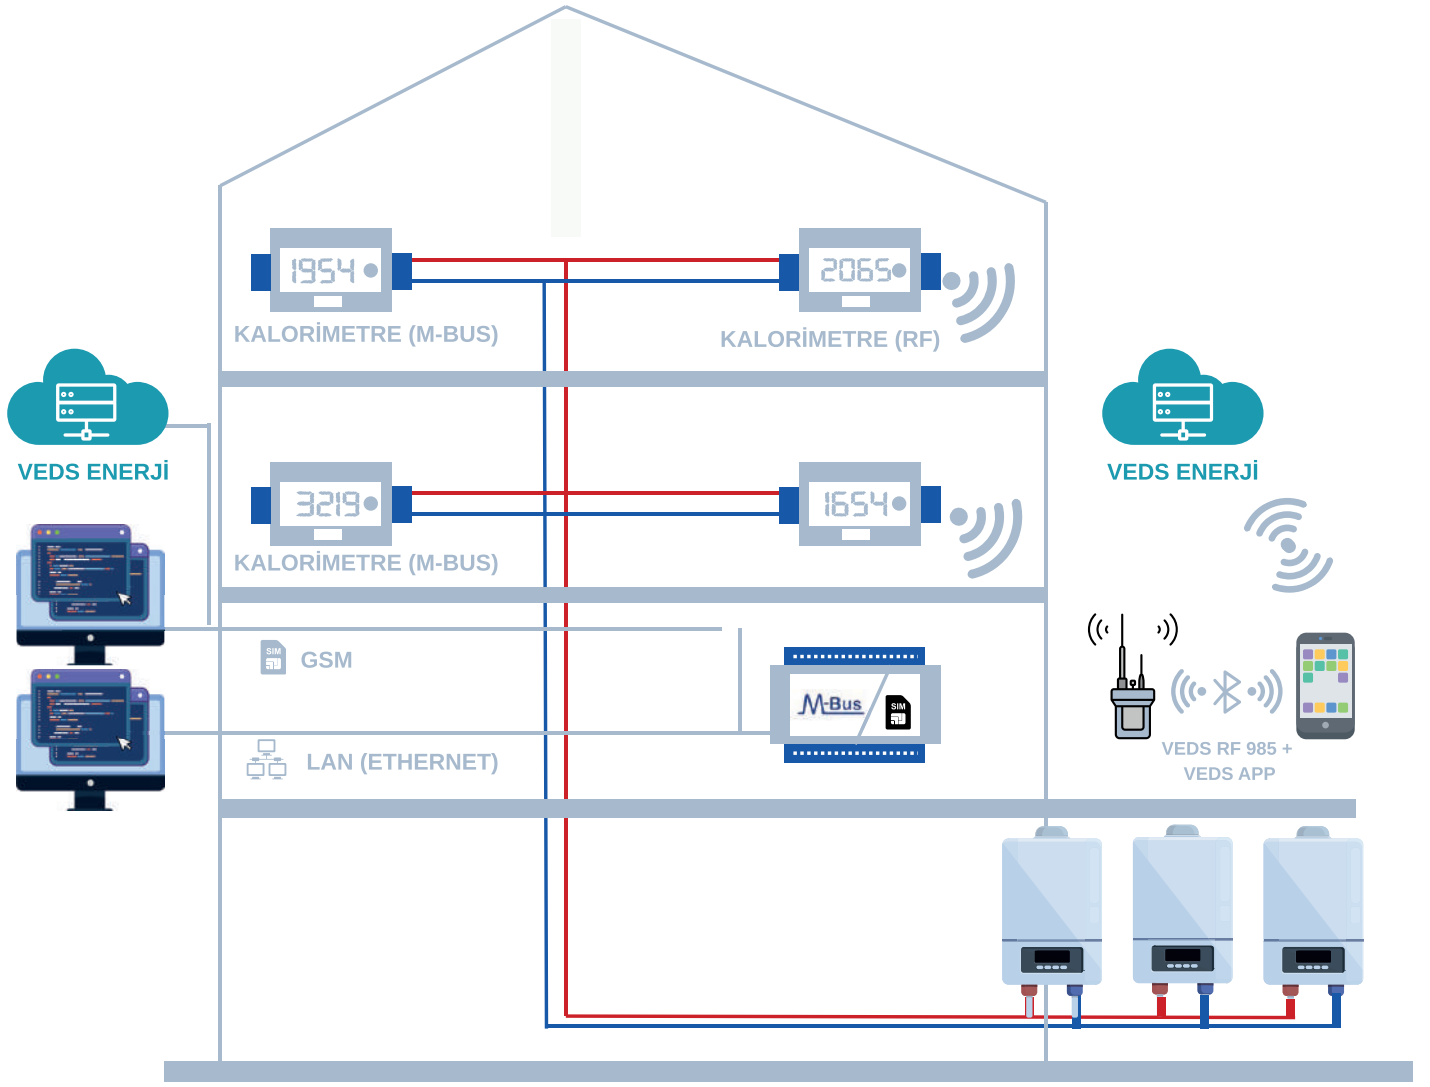 1954
2065
KALORİMETRE (M-BUS)
KALORİMETRE (RF)
VEDS ENERJİ
VEDS ENERJİ
3219
1654
KALORİMETRE (M-BUS)
SIM
GSM
M-Bus
SIM
LAN (ETHERNET)
VEDS RF 985 +
VEDS APP